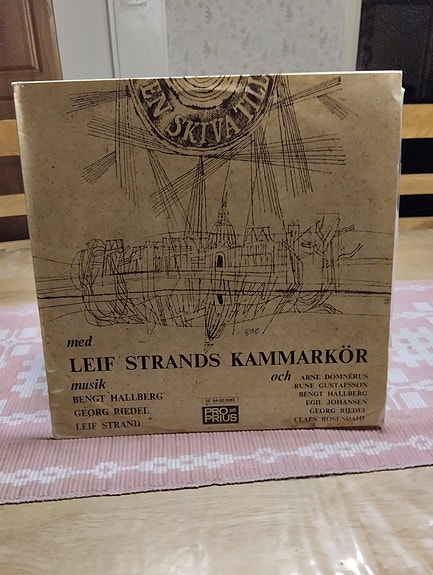 EN SKIVA TILL
500
med
LEIF STRANDS KAMMARKÖR
musik
BENGT HALLBERG
GEORG RIEDEL
LEIF STRAND
och ARNE DOMNÉRUS
RUNE GUSTAFSSON
BENGT HALLBERG
EGIL JOHANSEN
GEORG RIEDEL
CLAES ROSENDAHL
PRO
PRIUS